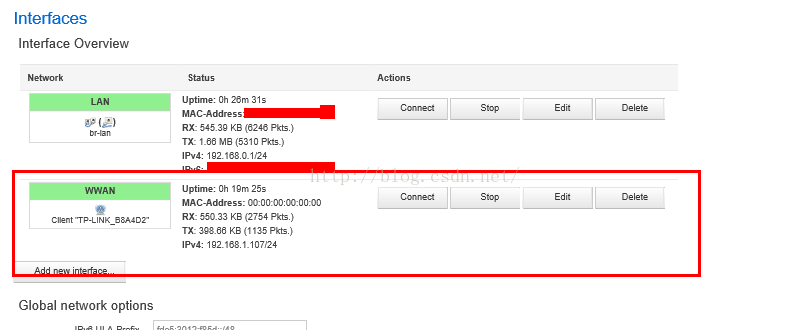 Interfaces
Interface Overview
Network Status Actions
LAN
br-lan
Uptime: 0h 26m 31s
MAC-Address:
RX: 545.39 KB (6246 Pkts.)
TX: 1.66 MB (5310 Pkts.)
IPv4: 192.168.0.1/24
IPv6:
Connect Stop Edit Delete
http://blog.csdn.net/
WWAN
Client "TP-LINK_B8A4D2"
Uptime: 0h 19m 25s
MAC-Address: 00:00:00:00:00:00
RX: 550.33 KB (2754 Pkts.)
TX: 398.66 KB (1135 Pkts.)
IPv4: 192.168.1.107/24
Connect Stop Edit Delete
Add new interface...
Global network options
IPv6 ULA-Prefix